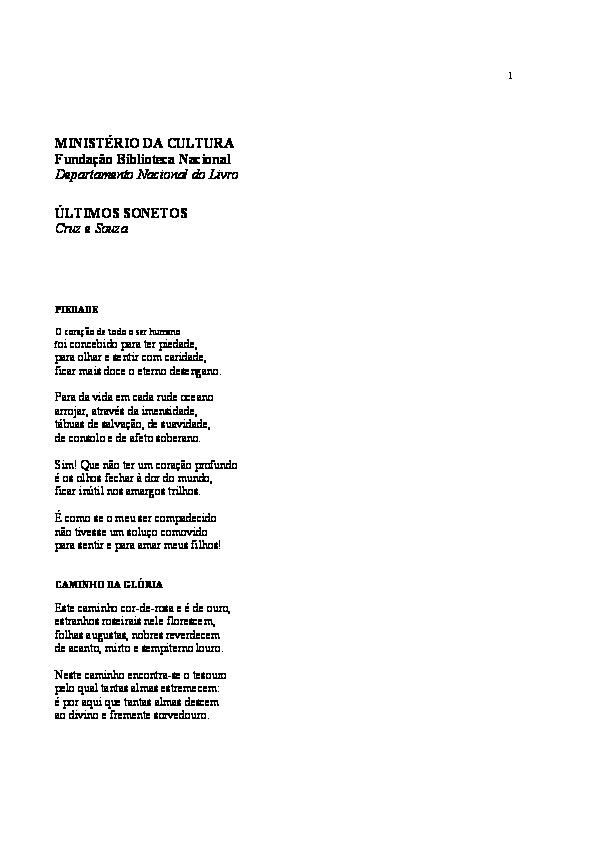 1
MINISTÉRIO DA CULTURA
Fundação Biblioteca Nacional
Departamento Nacional do Livro
ÚLTIMOS SONETOS
Cruz e Souza
PIEDADE
O coração de todo o ser humano
foi concebido para ter piedade,
para olhar e sentir com caridade,
ficar mais doce o eterno desengano.
Para da vida em cada rude oceano
arrojar, através da imensidade,
tábuas de salvação, de suavidade,
de consolo e de afeto soberano.
Sim! Que não ter um coração profundo
é os olhos fechar à dor do mundo,
ficar inútil nos amargos trilhos.
É como se o meu ser compadecido
não tivesse um soluço comovido
para sentir e para amar meus filhos!
CAMINHO DA GLÓRIA
Este caminho cor-de-rosa e é de ouro,
estranhos roseirais nele florescem,
folhas augustas, nobres reverdecem
de acanto, mirto e sempiterno louro.
Neste caminho encontra-se o tesouro
pelo qual tantas almas estremecem:
é por aqui que tantas almas descem
ao divino e fremente sorvedouro.